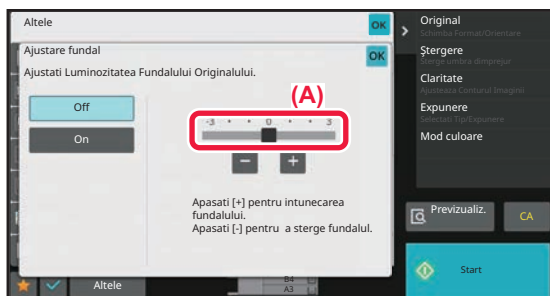 Altele
OK
Ajustare fundal
OK
Ajustati Luminozitatea Fundalului Originalului.
Off
On
(A)
-3 • • 0 • • 3
− +
Apasati [+] pentru intunecarea
fundalului.
Apasati [-] pentru a sterge fundalul.
Original
Schimba Format/Orientare
Ștergere
Sterge umbra dimprejur
Claritate
Ajusteaza Conturul Imaginii
Expunere
Selectati Tip/Expunere
Mod culoare
Previzualiz.
CA
Start
Altele
B4
A3